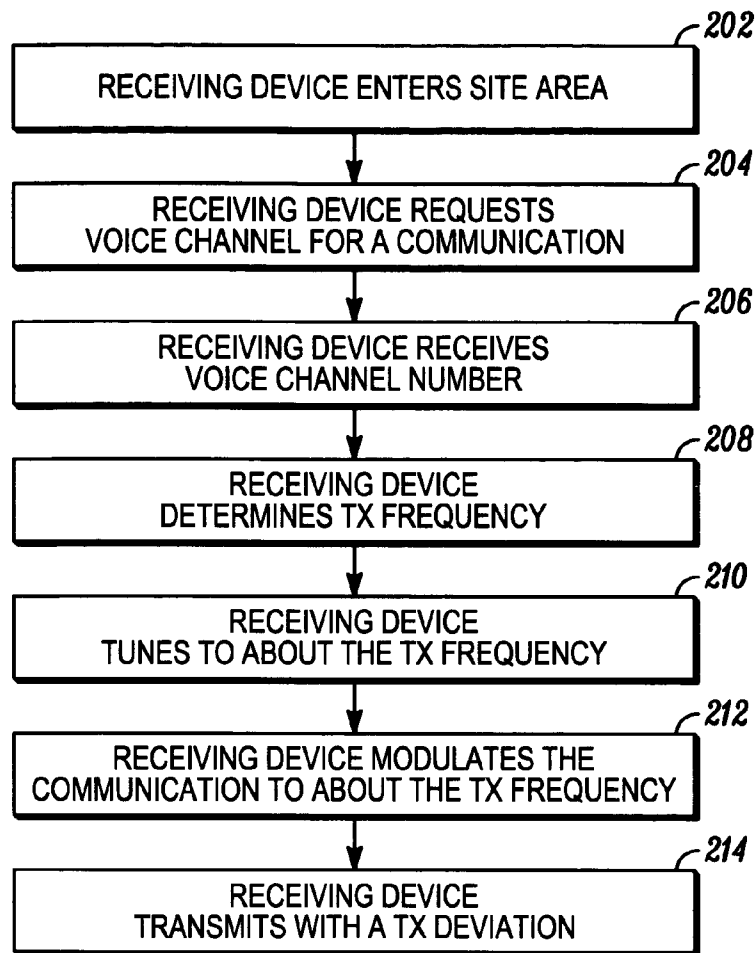 202
RECEIVING DEVICE ENTERS SITE AREA
204
RECEIVING DEVICE REQUESTS
VOICE CHANNEL FOR A COMMUNICATION
206
RECEIVING DEVICE RECEIVES
VOICE CHANNEL NUMBER
208
RECEIVING DEVICE
DETERMINES TX FREQUENCY
210
RECEIVING DEVICE
TUNES TO ABOUT THE TX FREQUENCY
212
RECEIVING DEVICE MODULATES THE
COMMUNICATION TO ABOUT THE TX FREQUENCY
214
RECEIVING DEVICE
TRANSMITS WITH A TX DEVIATION